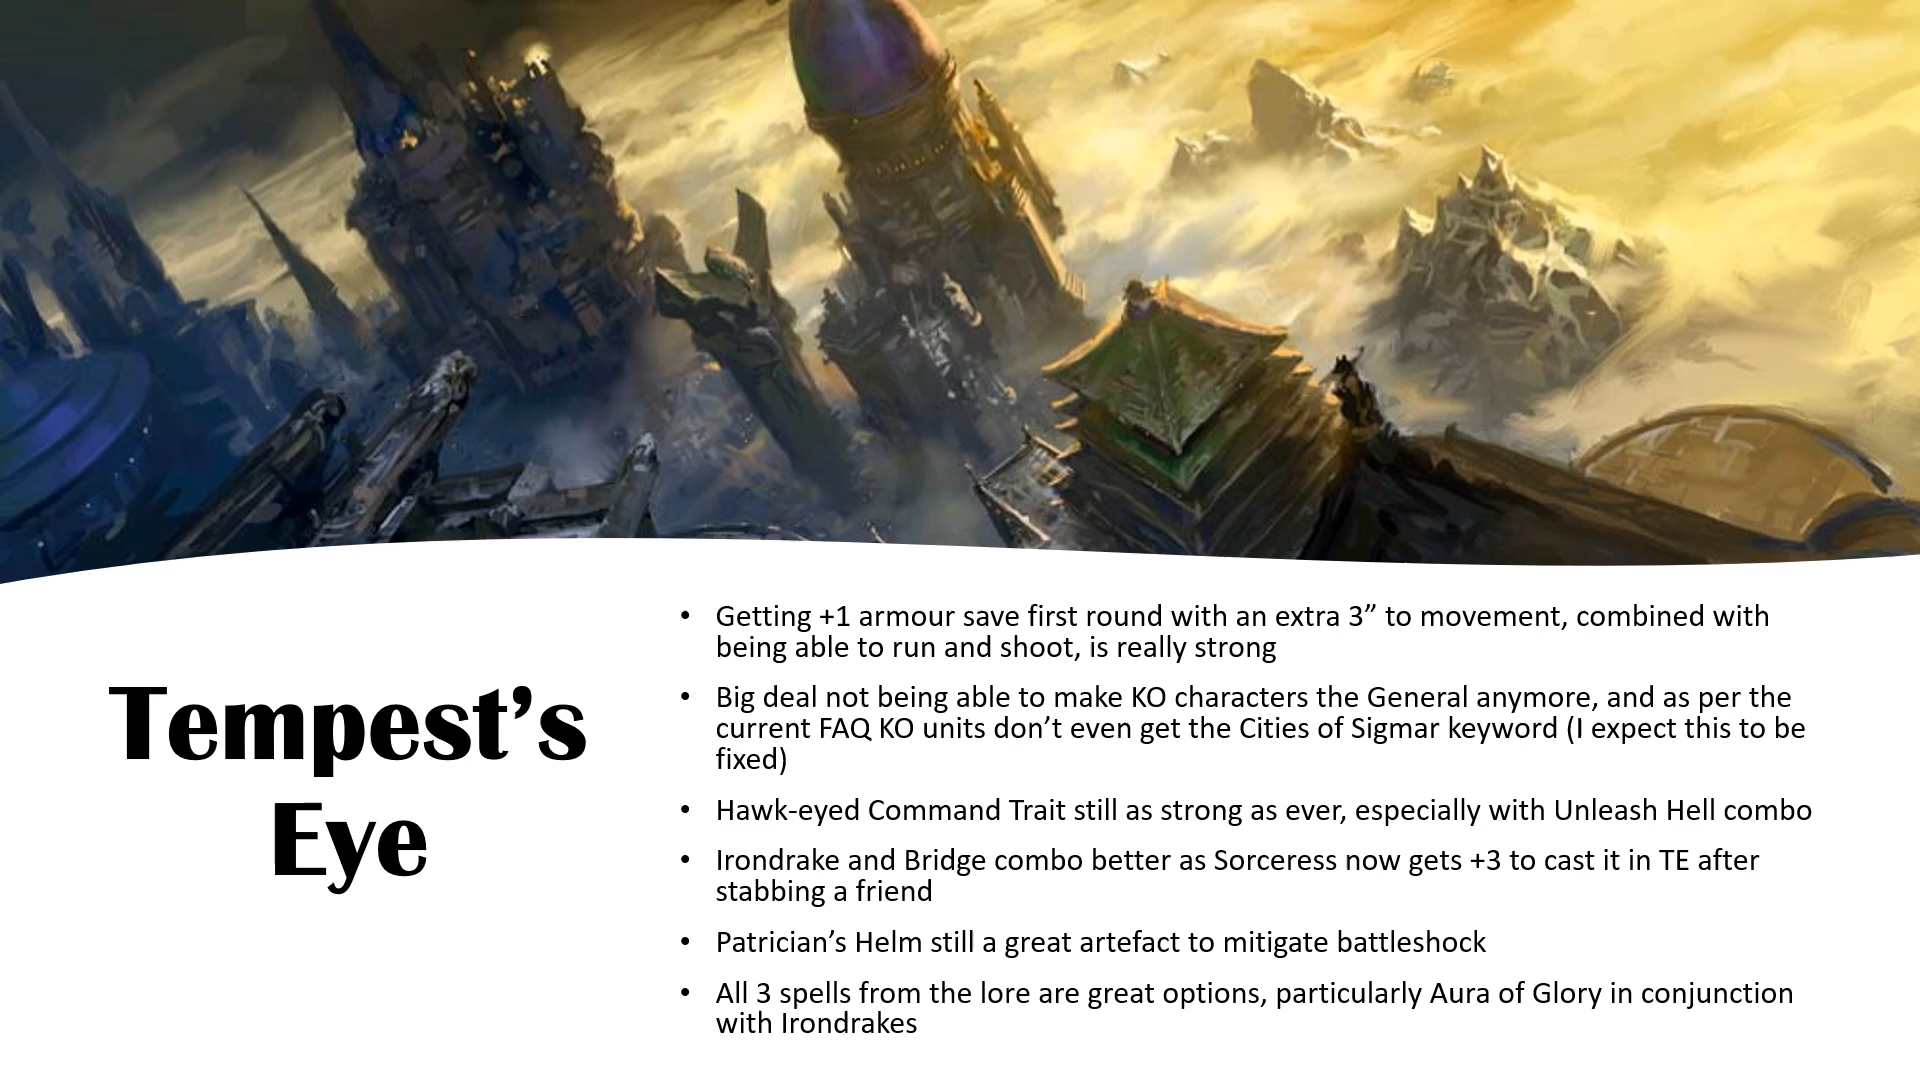 Tempest’s
Eye
• Getting +1 armour save first round with an extra 3” to movement, combined with
being able to run and shoot, is really strong
• Big deal not being able to make KO characters the General anymore, and as per the
current FAQ KO units don’t even get the Cities of Sigmar keyword (I expect this to be
fixed)
• Hawk-eyed Command Trait still as strong as ever, especially with Unleash Hell combo
• Irondrake and Bridge combo better as Sorceress now gets +3 to cast it in TE after
stabbing a friend
• Patrician’s Helm still a great artefact to mitigate battleshock
• All 3 spells from the lore are great options, particularly Aura of Glory in conjunction
with Irondrakes